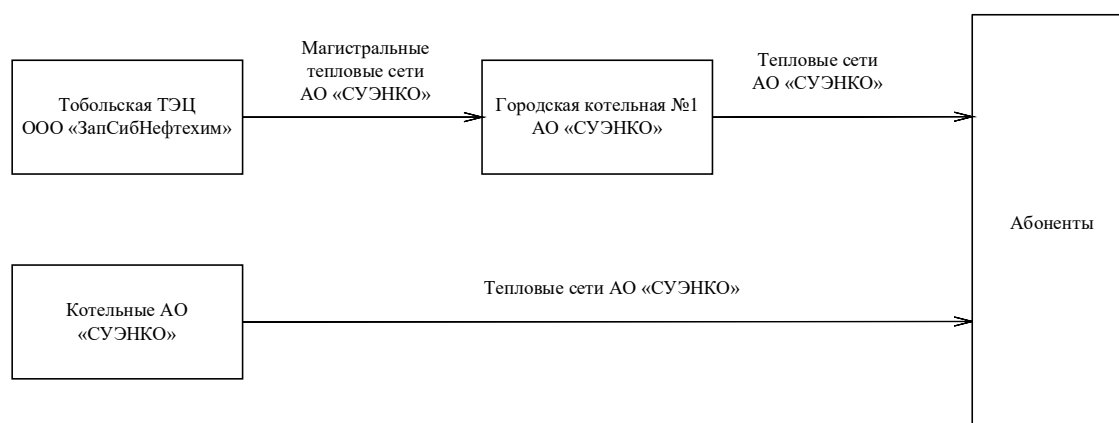 Магистральные
тепловые сети
АО «СУЭНКО»
Тепловые сети
АО «СУЭНКО»
Тобольская ТЭЦ
ООО «ЗапСибНефтехим»
Городская котельная №1
АО «СУЭНКО»
Абоненты
Котельные АО
«СУЭНКО»
Тепловые сети АО «СУЭНКО»